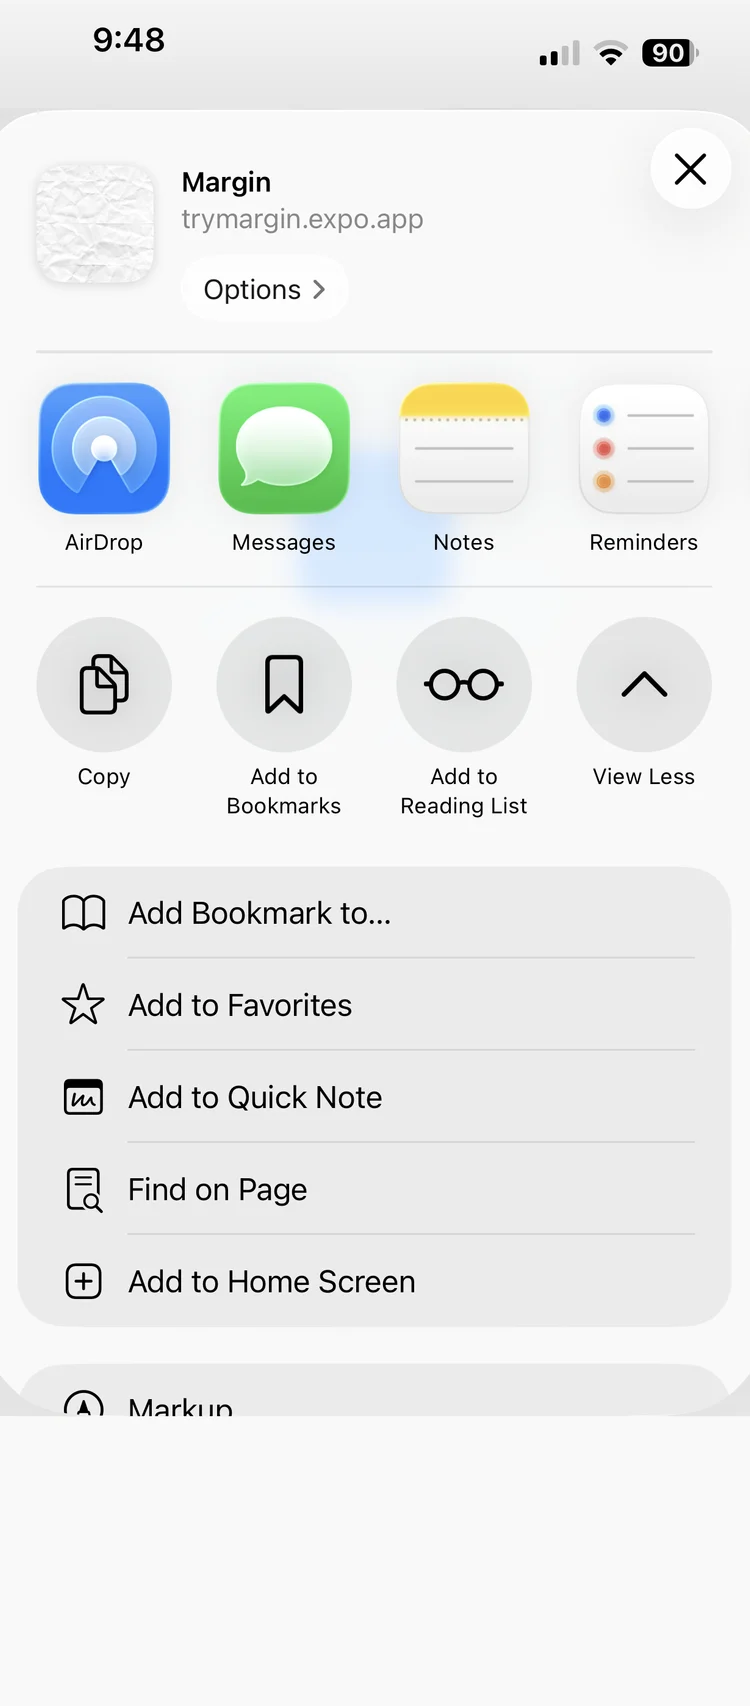 9:48
90
Margin
trymargin.expo.app
Options
AirDrop
Messages
Notes
Reminders
Copy
Add to
Bookmarks
Add to
Reading List
View Less
Add Bookmark to...
Add to Favorites
Add to Quick Note
Find on Page
Add to Home Screen
Markup